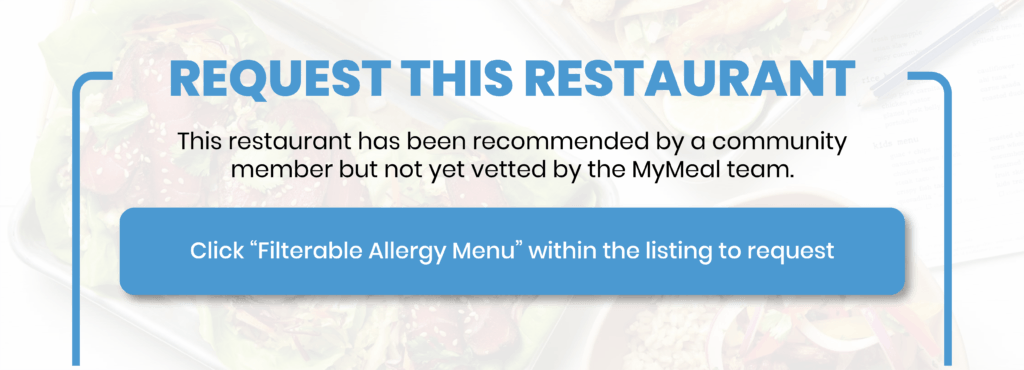 REQUEST THIS RESTAURANT
This restaurant has been recommended by a community
member but not yet vetted by the MyMeal team.
Click “Filterable Allergy Menu” within the listing to request